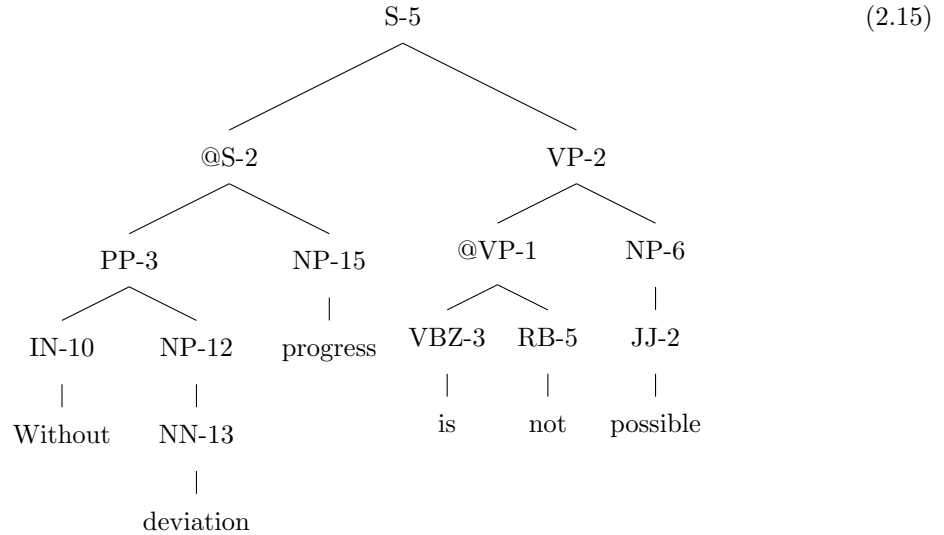 S-5 (2.15)
@S-2 VP-2
PP-3 NP-15 @VP-1 NP-6
IN-10 NP-12 progress VBZ-3 RB-5 JJ-2
Without NN-13 is not possible
deviation